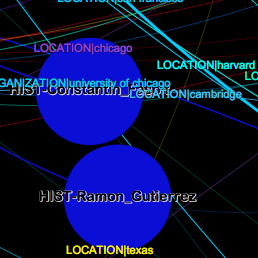 LOCATION|chicago
LOCATION|harvard
GANIZATION|university of chicago
HIST-Constantin_
LOCATION|cambridge
HIST-Ramon_Gutierrez
LOCATION|texas